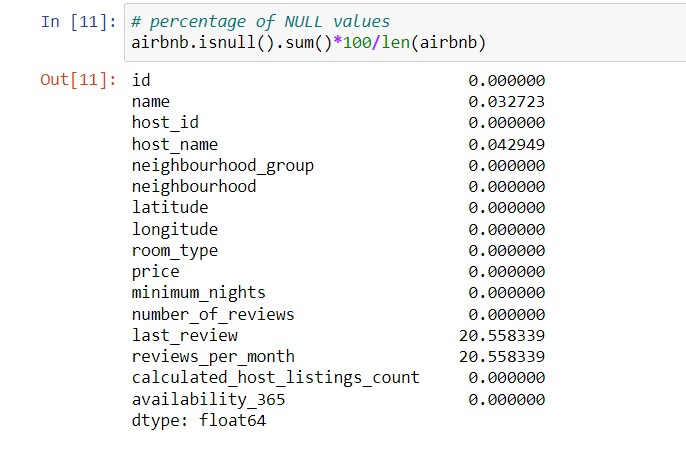 In [11]: # percentage of NULL values
airbnb.isnull().sum()*100/len(airbnb)
Out[11]: id 0.000000
name 0.032723
host_id 0.000000
host_name 0.042949
neighbourhood_group 0.000000
neighbourhood 0.000000
latitude 0.000000
longitude 0.000000
room_type 0.000000
price 0.000000
minimum_nights 0.000000
number_of_reviews 0.000000
last_review 20.558339
reviews_per_month 20.558339
calculated_host_listings_count 0.000000
availability_365 0.000000
dtype: float64